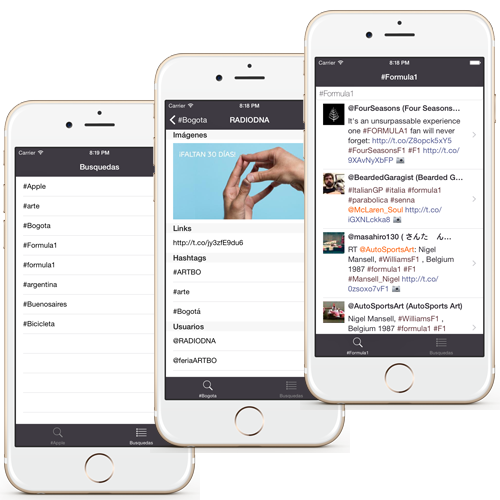 Carrier 8:19 PM
Busquedas
#Apple
#arte
#Bogota
#Formula1
#formula1
#argentina
#Buenosaires
#Bicicleta
#Apple Busquedas
Carrier 8:18 PM
#Bogota RADIODNA
Imágenes
¡FALTAN 30 DÍAS!
Links
http://t.co/jy3zfE9du6
Hashtags
#ARTBO
#arte
#Bogotá
Usuarios
@RADIODNA
@feriaARTBO
#Bogota Busquedas
Carrier 8:18 PM
#Formula1
#Formula1
@FourSeasons (Four Seasons...
It's an unsurpassable experience
one #FORMULA1 fan will never
forget: http://t.co/Z8opck5xY5
#FourSeasonsF1 #F1 http://t.co/
9XAvNyXbFP
@BeardedGaragist (Bearded G...
#ItalianGP #italia #formula1
#parabolica #senna
@McLaren_Soul http://t.co/
iGXNLckka8
@masahiro130 ( さんた ん ...
RT @AutoSportsArt: Nigel
Mansell, #WilliamsF1 , Belgium
1987 #formula1 #F1
#Mansell_Nigel http://t.co/
0zsoxo7vF1
@AutoSportsArt (AutoSports Art)
Nigel Mansell, #WilliamsF1 ,
Belgium 1987 #formula1 #F1
#Formula1 Busquedas